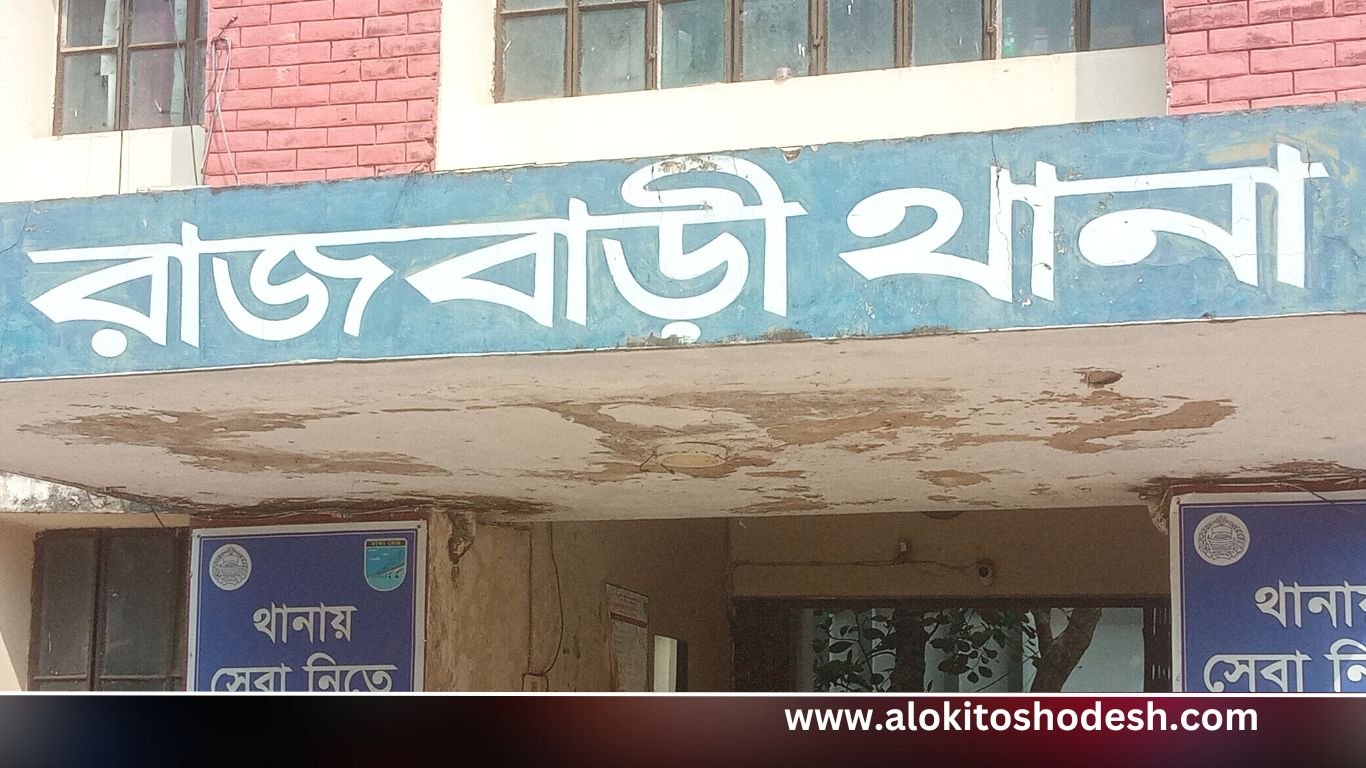 রাজবাড়ী থানা
থানায়
সেবা নিতে
থানায়
সেবা নি
www.alokitoshodesh.com